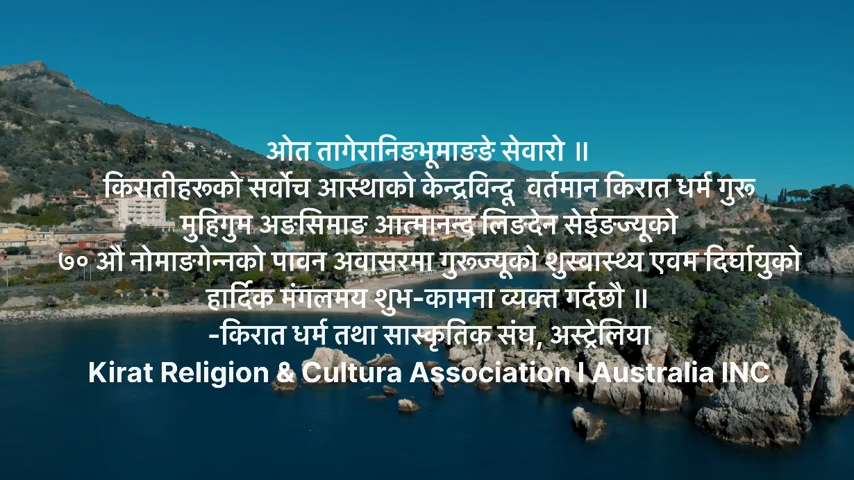 ओत तागेरानिङभूमाङङे सेवारो ॥
किरातीहरूको सर्वोच आस्थाको केन्द्रविन्दू वर्तमान किरात धर्म गुरू
मुहिगुम अङसिमाङ आत्मानन्द लिङदेन सेईङज्यूको
७० औं नोमाङगेन्नको पावन अवासरमा गुरूज्यूको शुस्वास्थ्य एवम दिर्घायुको
हार्दिक मंगलमय शुभ-कामना व्यक्त गर्दछौ ॥
-किरात धर्म तथा सास्कृतिक संघ, अस्ट्रेलिया
Kirat Religion & Cultura Association I Australia INC